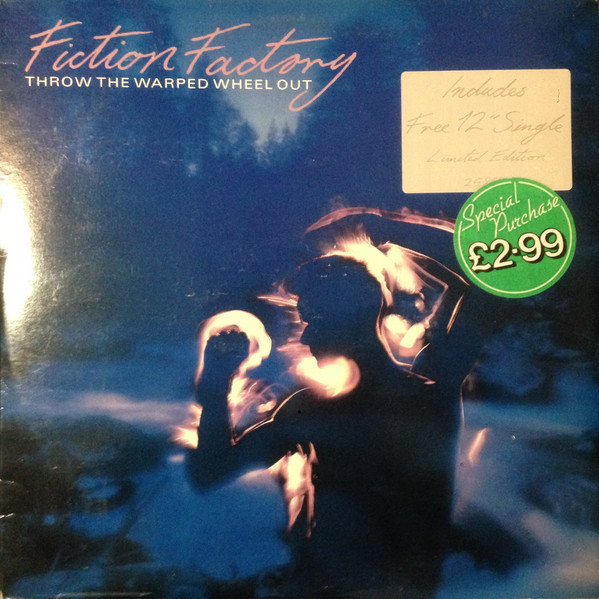 Fiction Factory
THROW THE WARPED WHEEL OUT
Includes
Free 12" Single
Limited Edition
Special
Purchase
£2·99